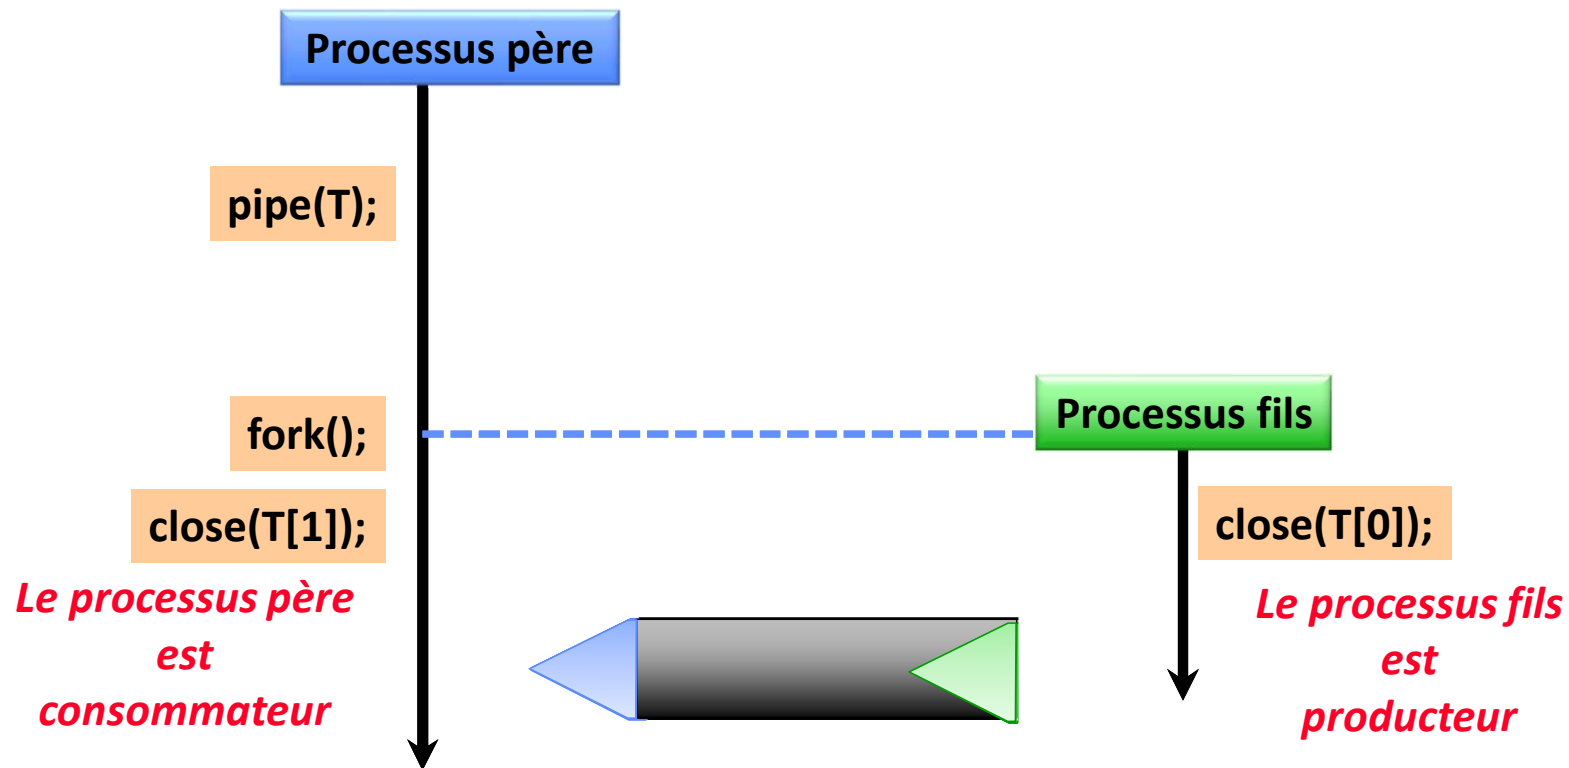 Processus père
pipe(T);
fork();
Processus fils
close(T[1]);
close(T[0]);
Le processus père
est
consommateur
Le processus fils
est
producteur